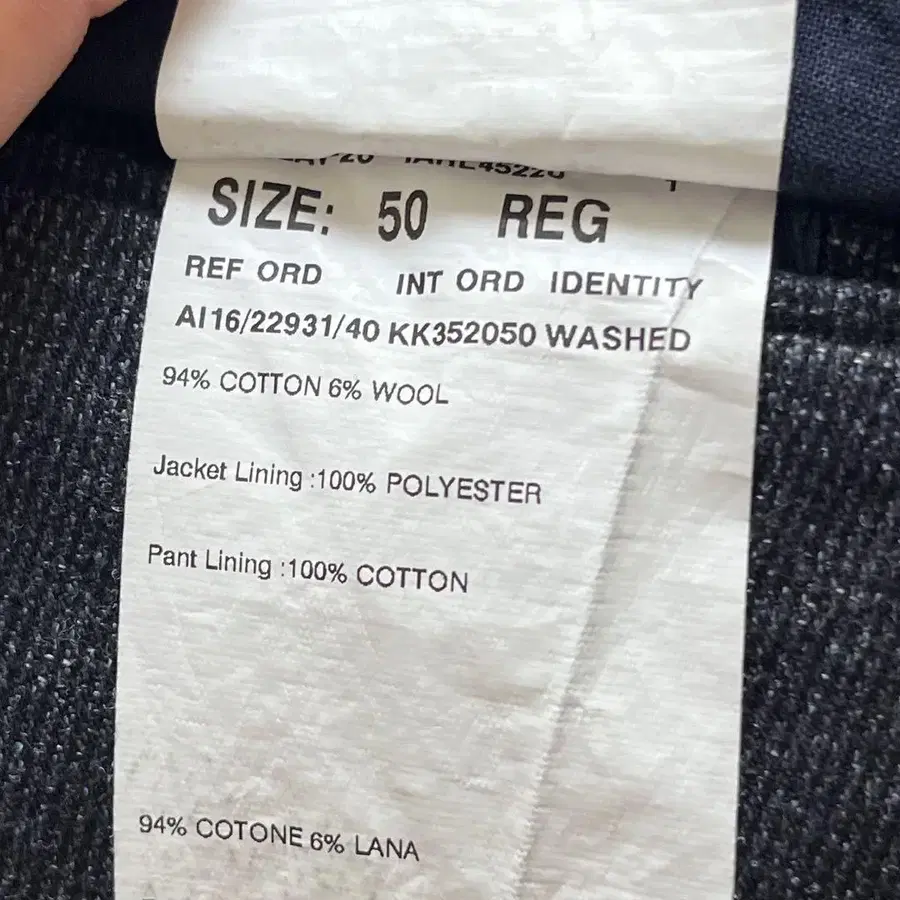 SIZE: 50 REG
REF ORD INT ORD IDENTITY
AI16/22931/40 KK352050 WASHED
94% COTTON 6% WOOL
Jacket Lining :100% POLYESTER
Pant Lining :100% COTTON
94% COTONE 6% LANA